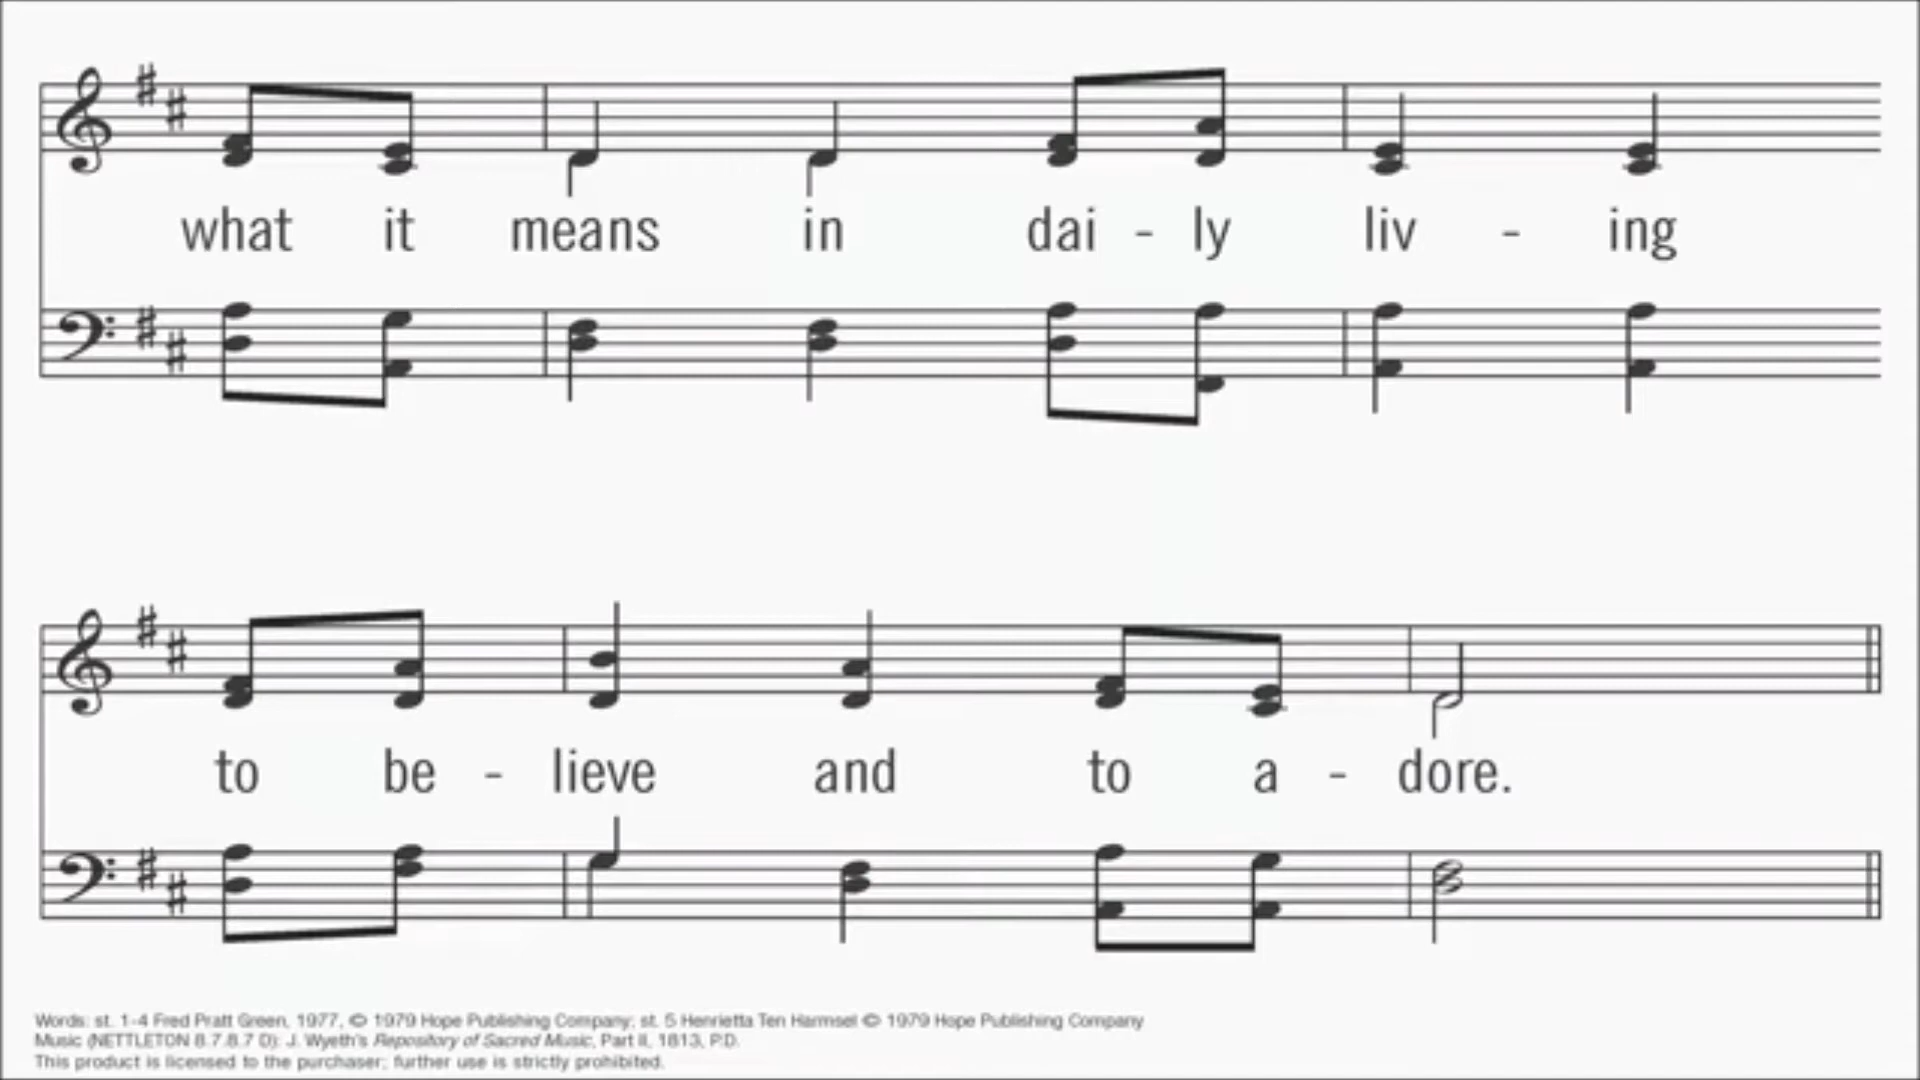 what it means in dai - ly liv - ing
to be - lieve and to a - dore.
Words: st. 1-4 Fred Pratt Green, 1977, © 1979 Hope Publishing Company; st. 5 Henrietta Ten Harmsel © 1979 Hope Publishing Company
Music (NETTLETON 8.7.8.7 D): J. Wyeth's Repository of Sacred Music, Part II, 1813, P.D.
This product is licensed to the purchaser; further use is strictly prohibited.